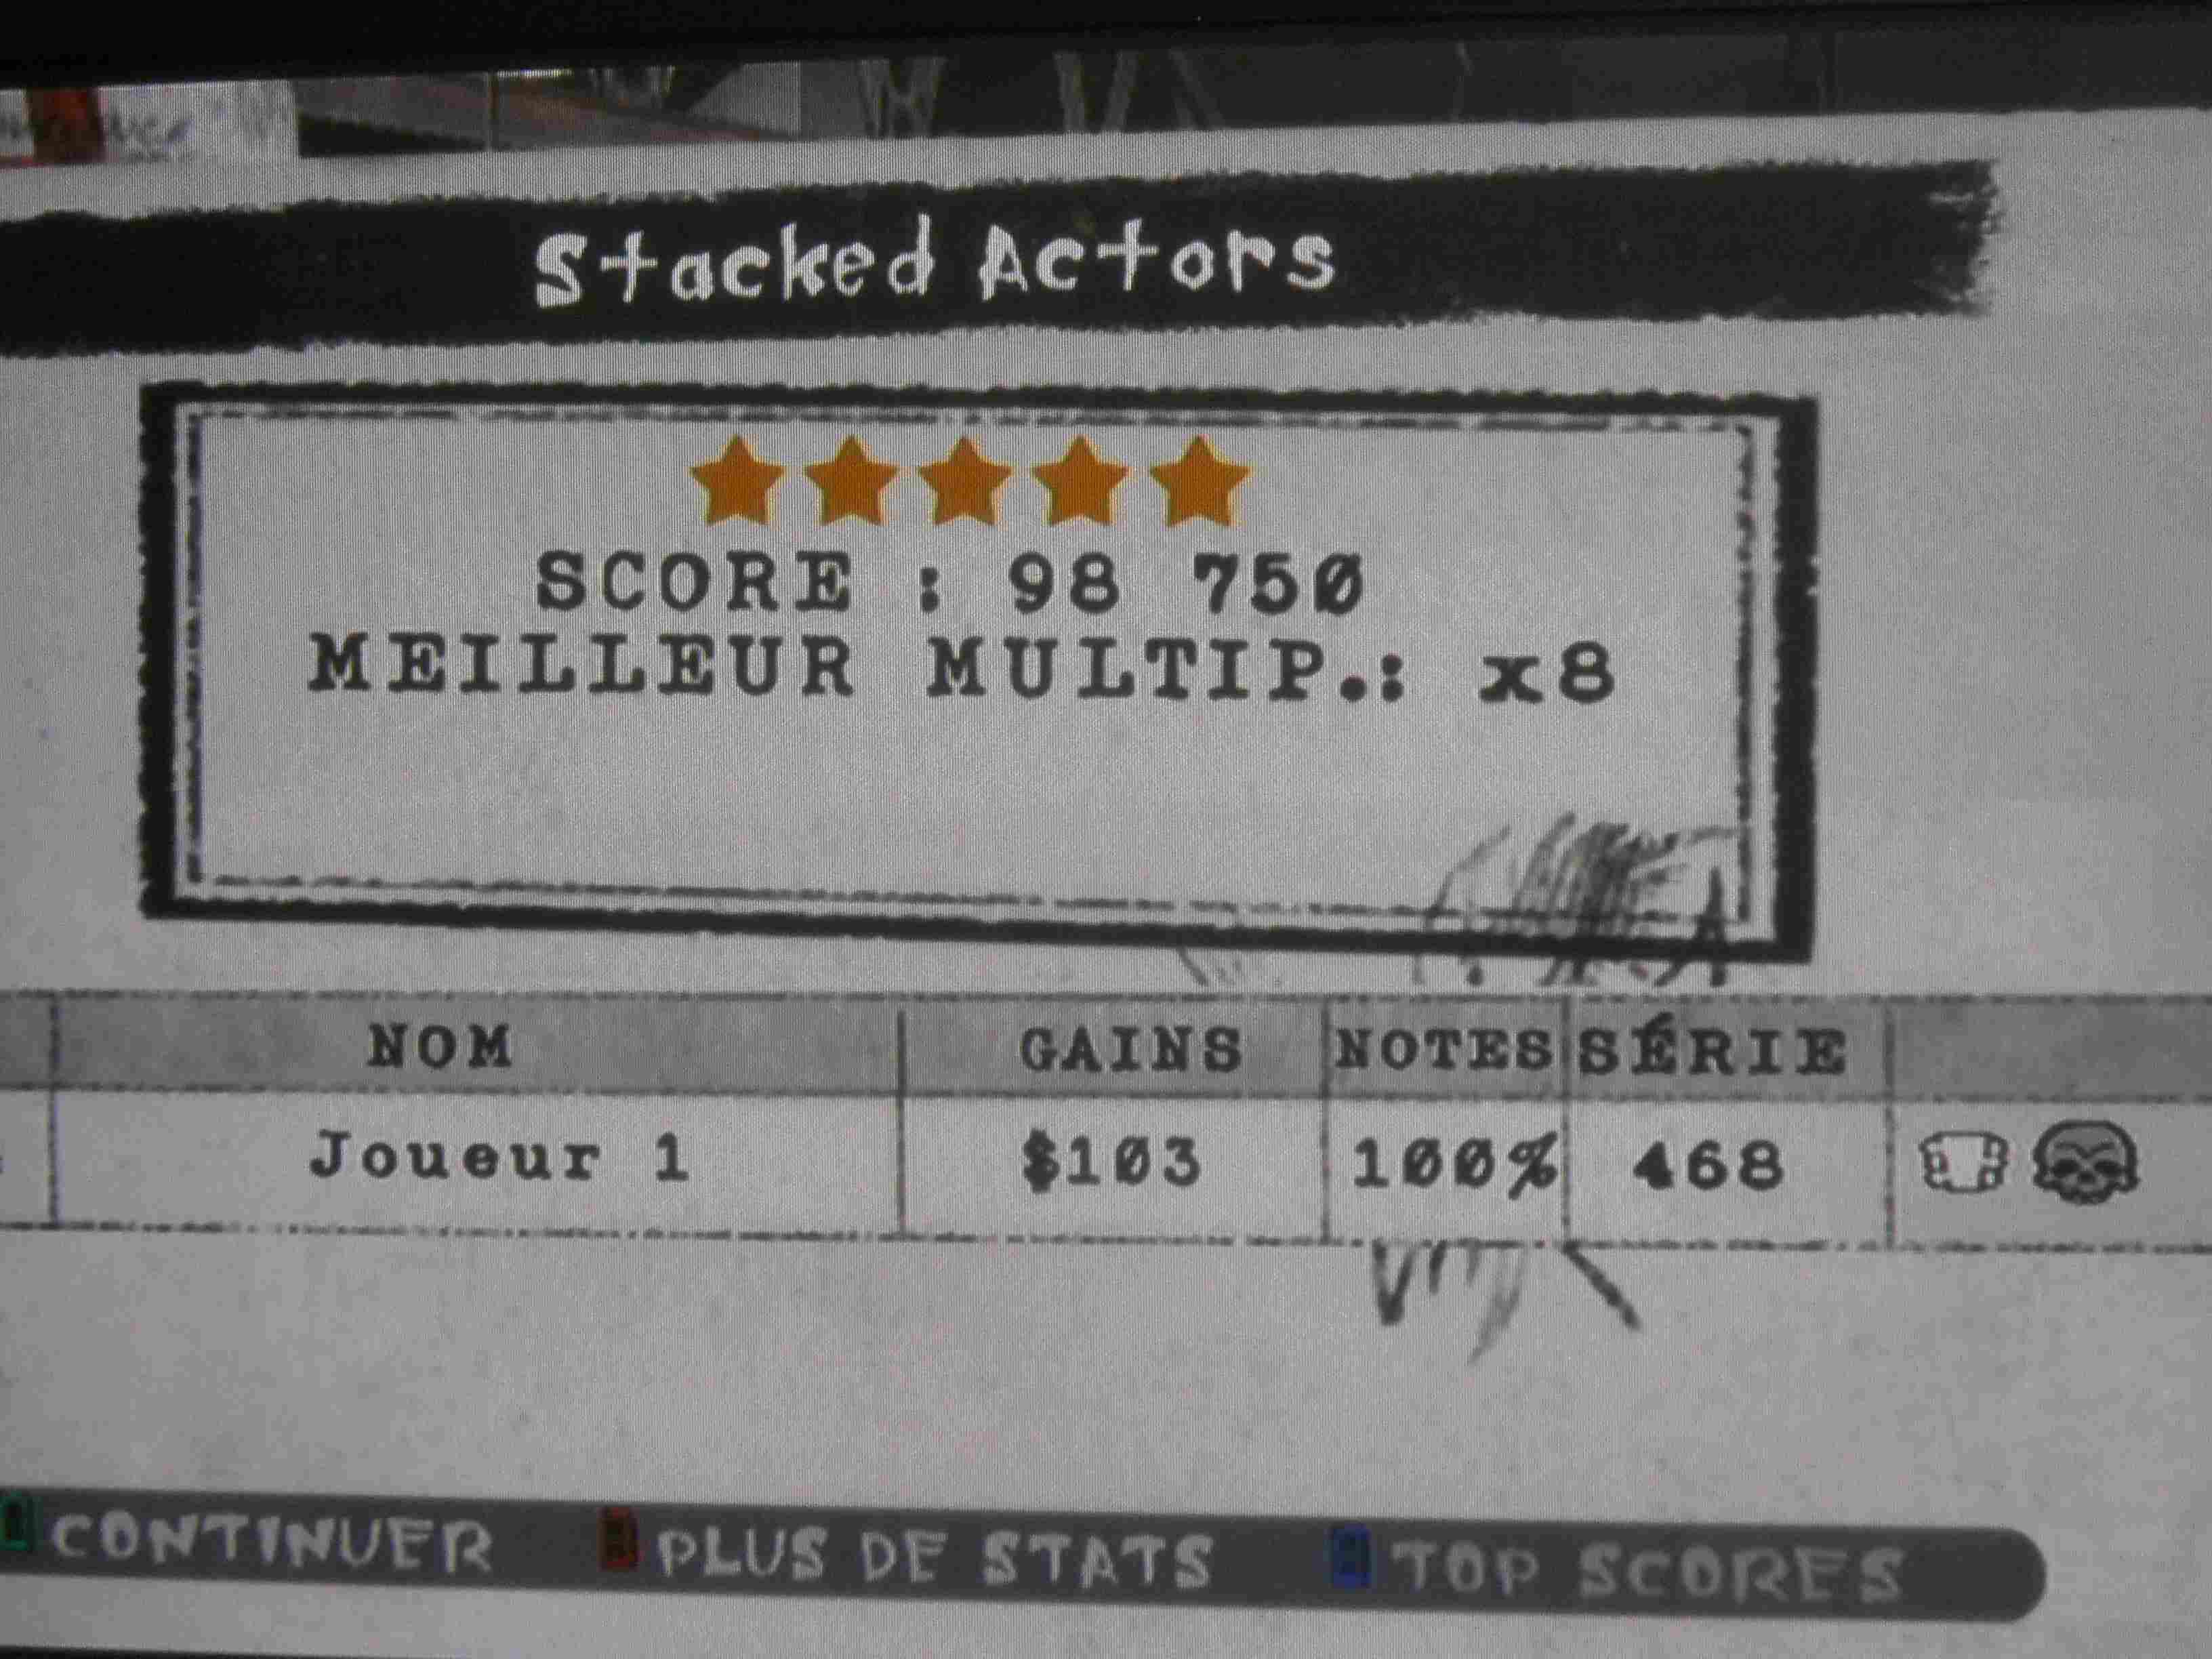 Stacked Actors
SCORE : 98 750
MEILLEUR MULTIP.: x8
NOM GAINS NOTES SÉRIE
Joueur 1 $103 100% 468
CONTINUER PLUS DE STATS TOP SCORES